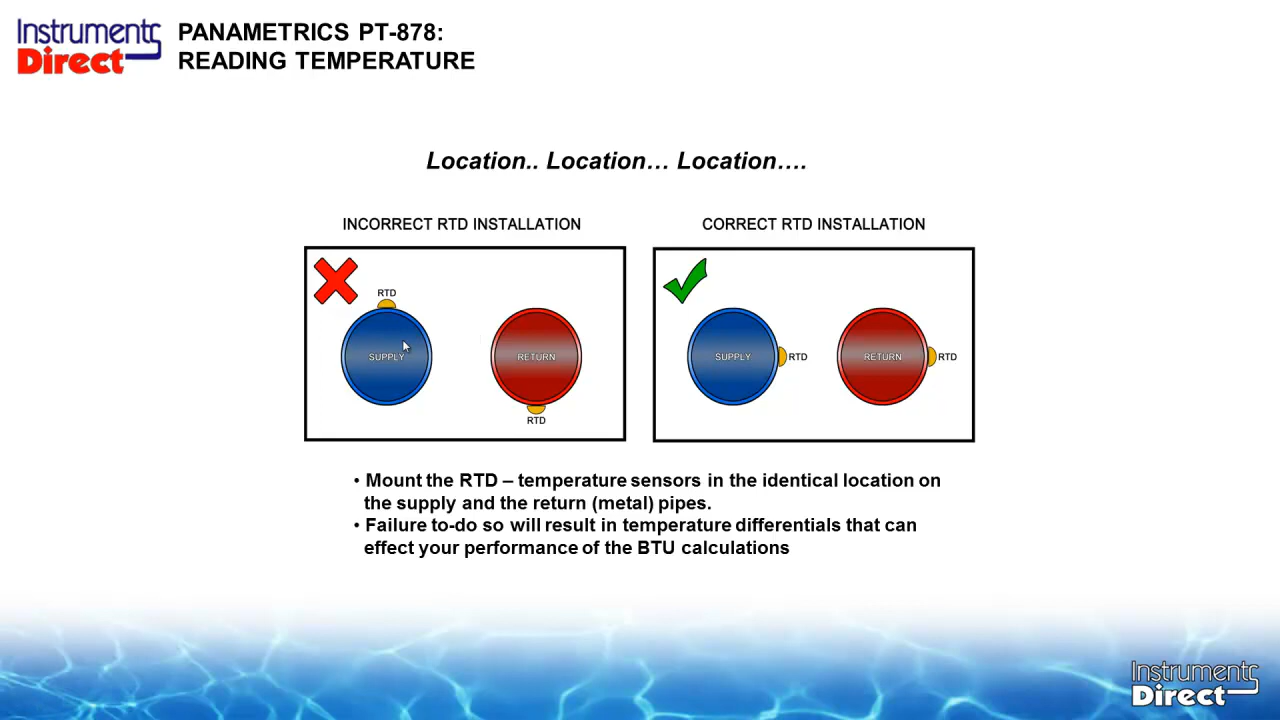 Instruments
Direct
PANAMETRICS PT-878:
READING TEMPERATURE
Location.. Location… Location….
INCORRECT RTD INSTALLATION
CORRECT RTD INSTALLATION
RTD
SUPPLY
RETURN
RTD
SUPPLY
RTD
RETURN
RTD
• Mount the RTD – temperature sensors in the identical location on
the supply and the return (metal) pipes.
• Failure to-do so will result in temperature differentials that can
effect your performance of the BTU calculations
Instruments
Direct